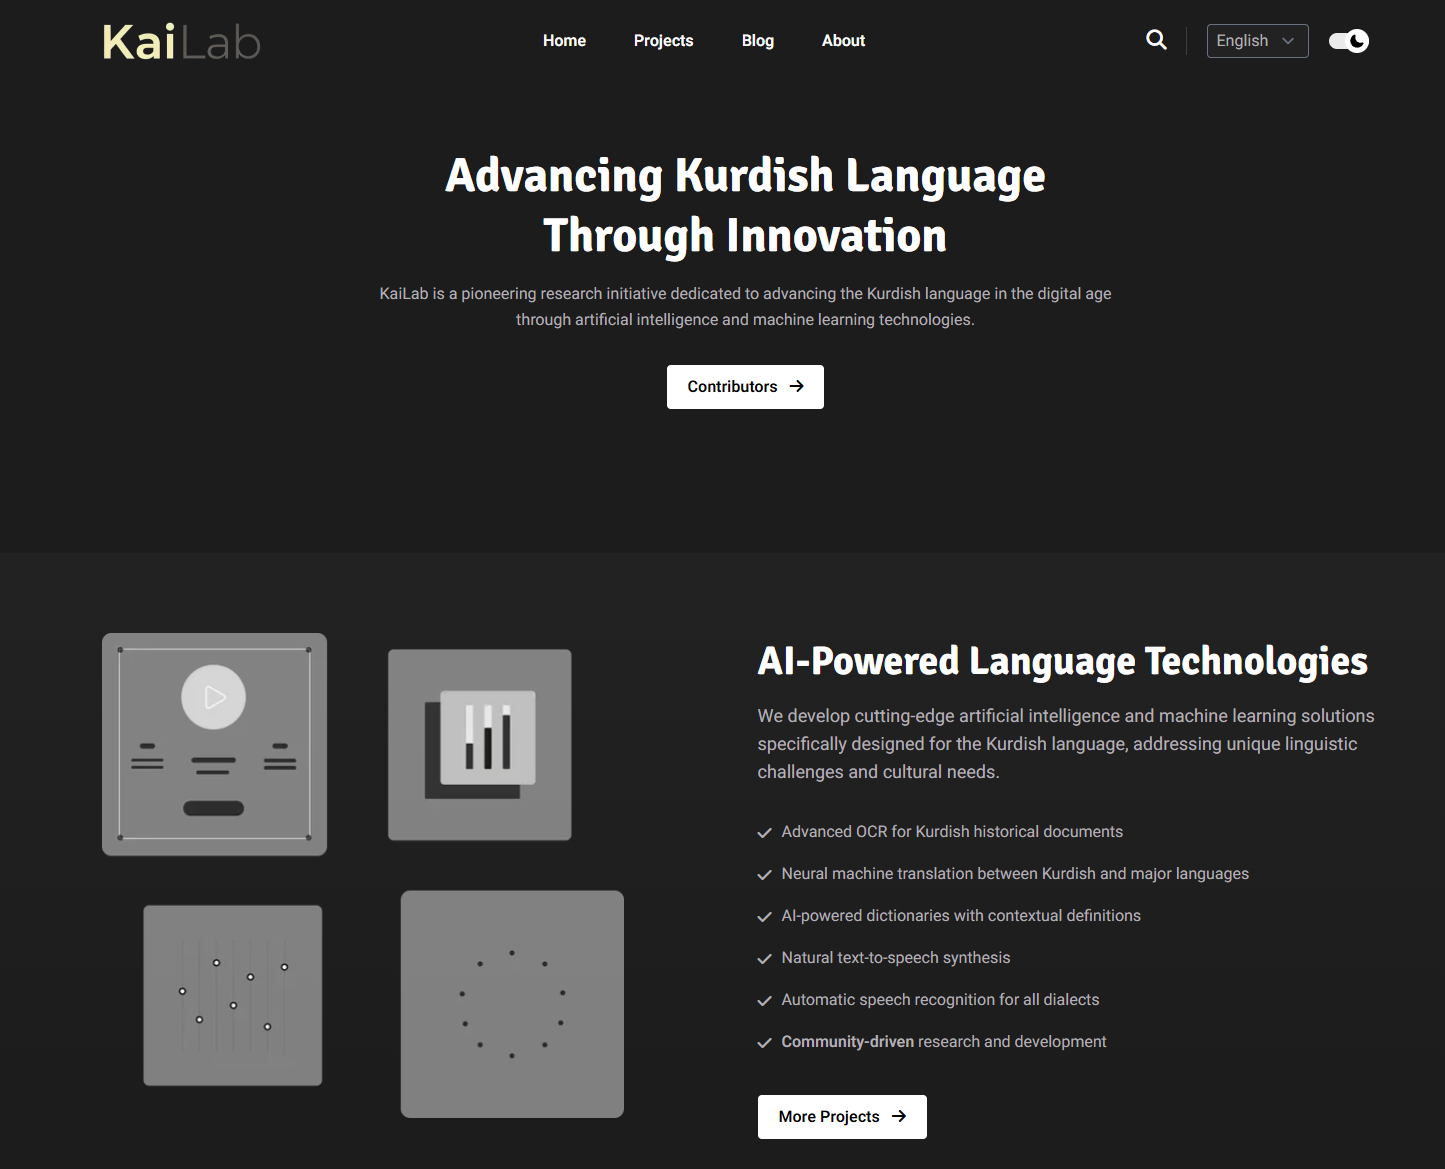 KaiLab
Home Projects Blog About
English
Advancing Kurdish Language
Through Innovation
KaiLab is a pioneering research initiative dedicated to advancing the Kurdish language in the digital age
through artificial intelligence and machine learning technologies.
Contributors
AI-Powered Language Technologies
We develop cutting-edge artificial intelligence and machine learning solutions
specifically designed for the Kurdish language, addressing unique linguistic
challenges and cultural needs.
Advanced OCR for Kurdish historical documents
Neural machine translation between Kurdish and major languages
AI-powered dictionaries with contextual definitions
Natural text-to-speech synthesis
Automatic speech recognition for all dialects
Community-driven research and development
More Projects